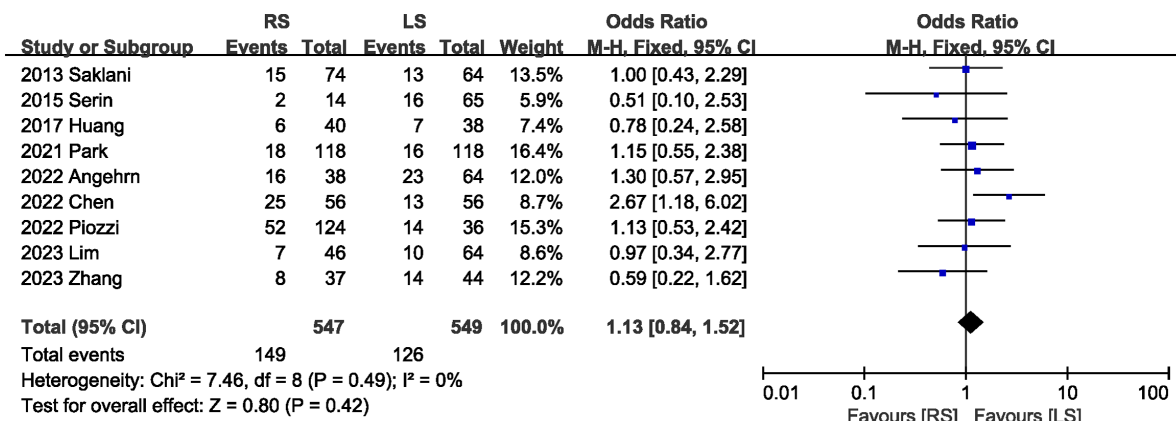 RS LS Odds Ratio Odds Ratio
Study or Subgroup Events Total Events Total Weight M-H, Fixed, 95% CI M-H, Fixed, 95% CI
2013 Saklani 15 74 13 64 13.5% 1.00 [0.43, 2.29]
2015 Serin 2 14 16 65 5.9% 0.51 [0.10, 2.53]
2017 Huang 6 40 7 38 7.4% 0.78 [0.24, 2.58]
2021 Park 18 118 16 118 16.4% 1.15 [0.55, 2.38]
2022 Angehrn 16 38 23 64 12.0% 1.30 [0.57, 2.95]
2022 Chen 25 56 13 56 8.7% 2.67 [1.18, 6.02]
2022 Piozzi 52 124 14 36 15.3% 1.13 [0.53, 2.42]
2023 Lim 7 46 10 64 8.6% 0.97 [0.34, 2.77]
2023 Zhang 8 37 14 44 12.2% 0.59 [0.22, 1.62]
Total (95% CI) 547 549 100.0% 1.13 [0.84, 1.52]
Total events 149 126
Heterogeneity: Chi² = 7.46, df = 8 (P = 0.49); I² = 0%
Test for overall effect: Z = 0.80 (P = 0.42)
0.01 0.1 1 10 100
Favours [RS] Favours [LS]